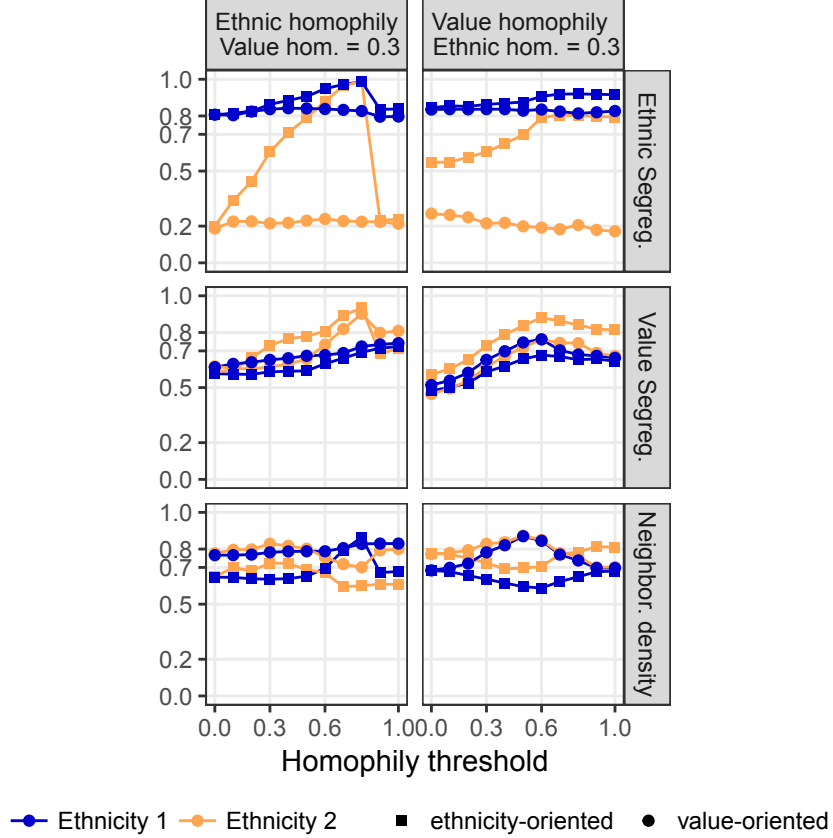 Ethnic homophily
Value hom. = 0.3
Value homophily
Ethnic hom. = 0.3
1.0
0.8
0.7
0.5
0.2
0.0
Ethnic Segreg.
1.0
0.8
0.7
0.5
0.2
0.0
Value Segreg.
1.0
0.8
0.7
0.5
0.2
0.0
Neighbor. density
0.0 0.3 0.6 1.0 0.0 0.3 0.6 1.0
Homophily threshold
Ethnicity 1 Ethnicity 2 ethnicity-oriented value-oriented